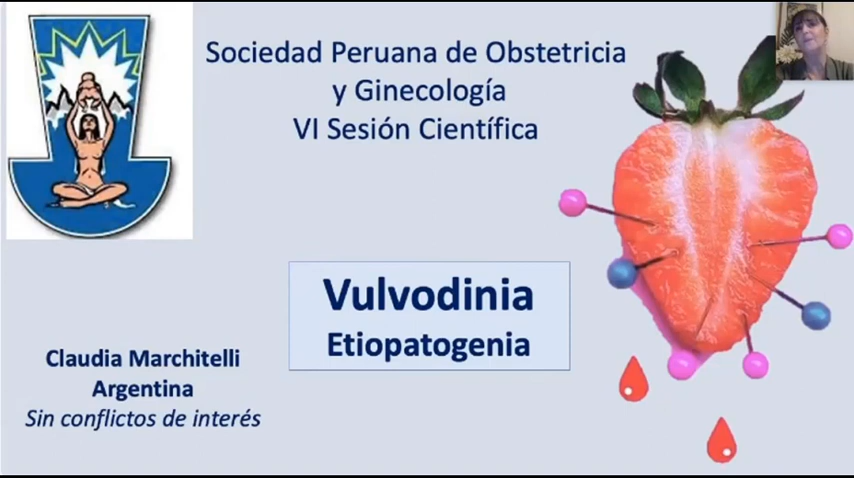 Sociedad Peruana de Obstetricia
y Ginecología
VI Sesión Científica
Vulvodinia
Etiopatogenia
Claudia Marchitelli
Argentina
Sin conflictos de interés